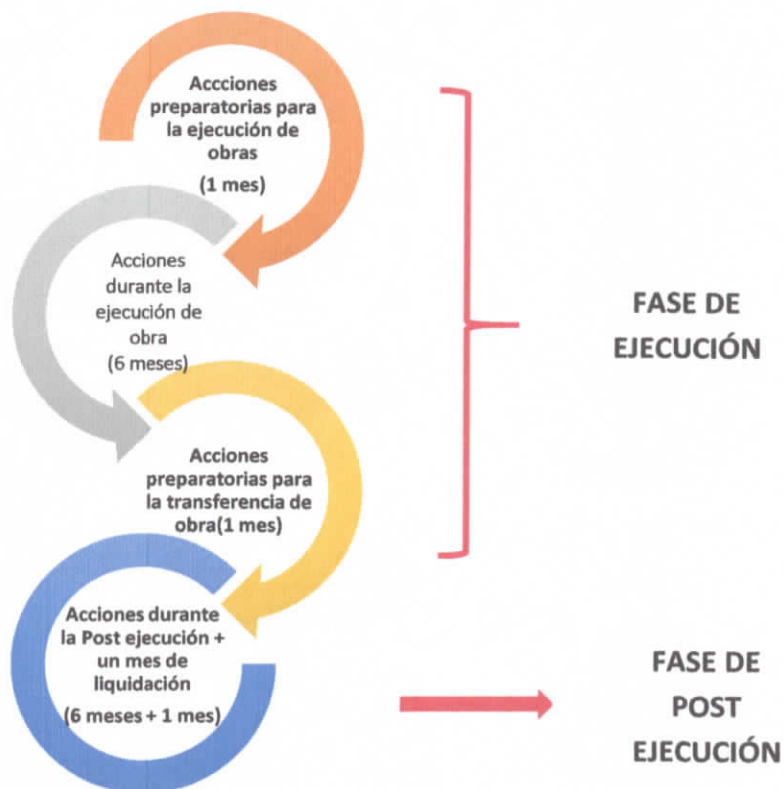 Accciones
preparatorias para
la ejecución de
obras
(1 mes)
Acciones
durante la
ejecución de
obra
(6 meses)
FASE DE
EJECUCIÓN
Acciones
preparatorias para
la transferencia de
obra(1 mes)
Acciones durante
la Post ejecución +
un mes de
liquidación
(6 meses + 1 mes)
FASE DE
POST
EJECUCIÓN